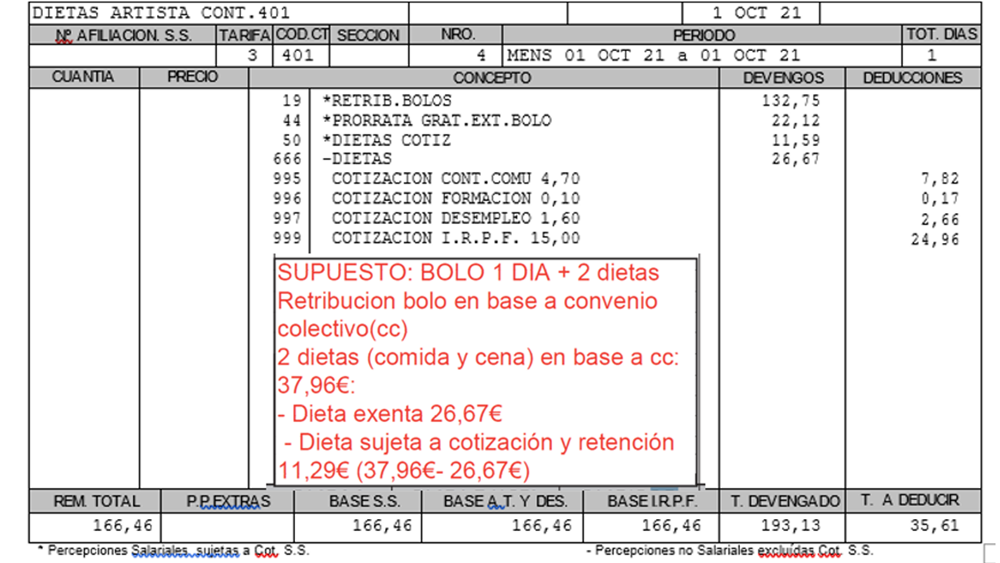 DIETAS ARTISTA CONT.401 1 OCT 21
Nº AFILIACION. S.S. TARIFA COD.CT SECCION NRO. PERIODO TOT. DIAS
3 401 4 MENS 01 OCT 21 a 01 OCT 21 1
CUANTIA PRECIO CONCEPTO DEVENGOS DEDUCCIONES
19 *RETRIB.BOLOS 132,75
44 *PRORRATA GRAT.EXT.BOLO 22,12
50 *DIETAS COTIZ 11,59
666 -DIETAS 26,67
995 COTIZACION CONT.COMU 4,70 7,82
996 COTIZACION FORMACION 0,10 0,17
997 COTIZACION DESEMPLEO 1,60 2,66
999 COTIZACION I.R.P.F. 15,00 24,96
SUPUESTO: BOLO 1 DIA + 2 dietas
Retribucion bolo en base a convenio
colectivo(cc)
2 dietas (comida y cena) en base a cc:
37,96€:
- Dieta exenta 26,67€
- Dieta sujeta a cotización y retención
11,29€ (37,96€- 26,67€)
REM. TOTAL P.P.EXTRAS BASE S.S. BASE A.T. Y DES. BASE I.R.P.F. T. DEVENGADO T. A DEDUCIR
166,46 166,46 166,46 166,46 193,13 35,61
* Percepciones Salariales sujetas a Cot. S.S. - Percepciones no Salariales excluídas Cot. S.S.